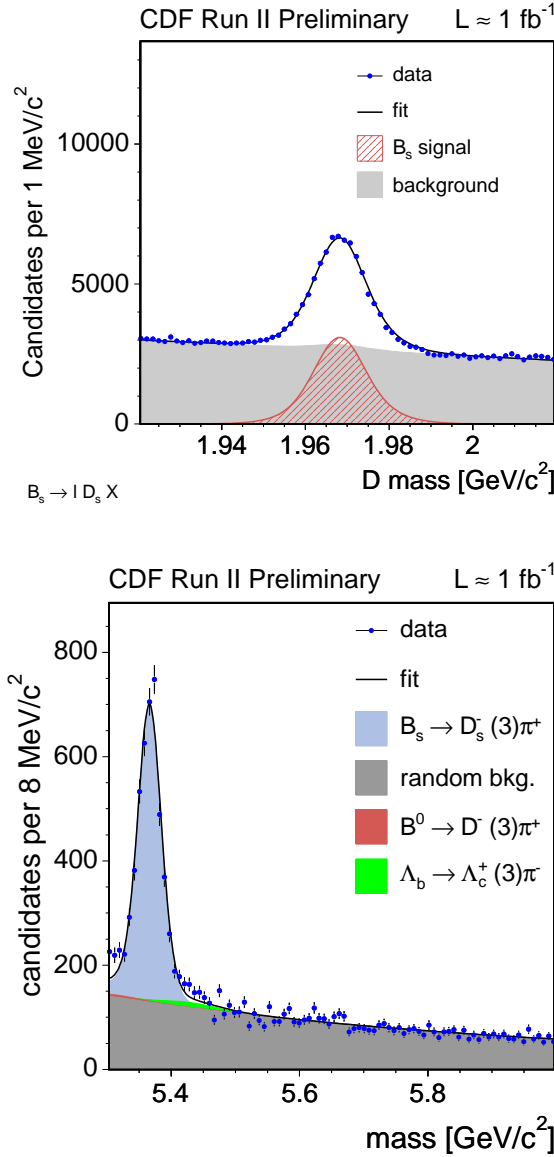 CDF Run II Preliminary L ≈ 1 fb⁻¹
Candidates per 1 MeV/c²
10000
5000
0
data
fit
Bₛ signal
background
1.94 1.96 1.98 2
D mass [GeV/c²]
Bₛ → l Dₛ X
CDF Run II Preliminary L ≈ 1 fb⁻¹
candidates per 8 MeV/c²
800
600
400
200
0
data
fit
Bₛ → Dₛ⁻ (3)π⁺
random bkg.
B⁰ → D⁻ (3)π⁺
Λb → Λc⁺ (3)π⁻
5.4 5.6 5.8
mass [GeV/c²]